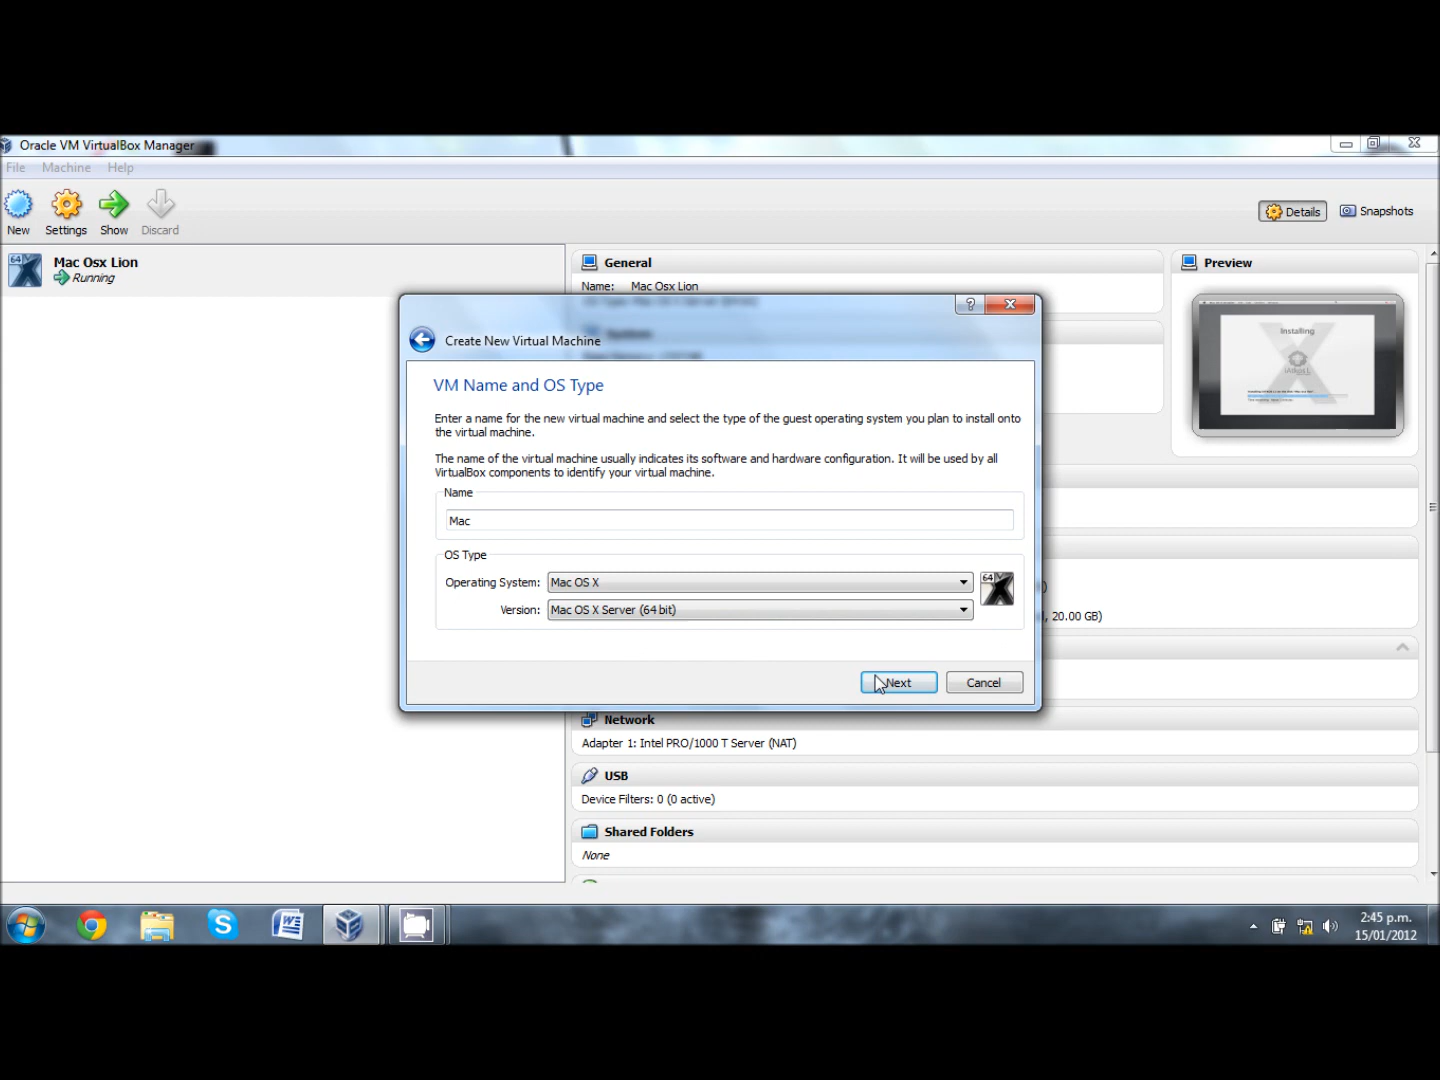 Oracle VM VirtualBox Manager
File Machine Help
New Settings Show Discard
Details Snapshots
64
Mac Osx Lion
Running
General
Name: Mac Osx Lion
Preview
Installing
Create New Virtual Machine
VM Name and OS Type
Enter a name for the new virtual machine and select the type of the guest operating system you plan to install onto
the virtual machine.
The name of the virtual machine usually indicates its software and hardware configuration. It will be used by all
VirtualBox components to identify your virtual machine.
Name
Mac
OS Type
Operating System: Mac OS X
64
Version: Mac OS X Server (64 bit)
Next Cancel
, 20.00 GB)
Network
Adapter 1: Intel PRO/1000 T Server (NAT)
USB
Device Filters: 0 (0 active)
Shared Folders
None
2:45 p.m.
15/01/2012